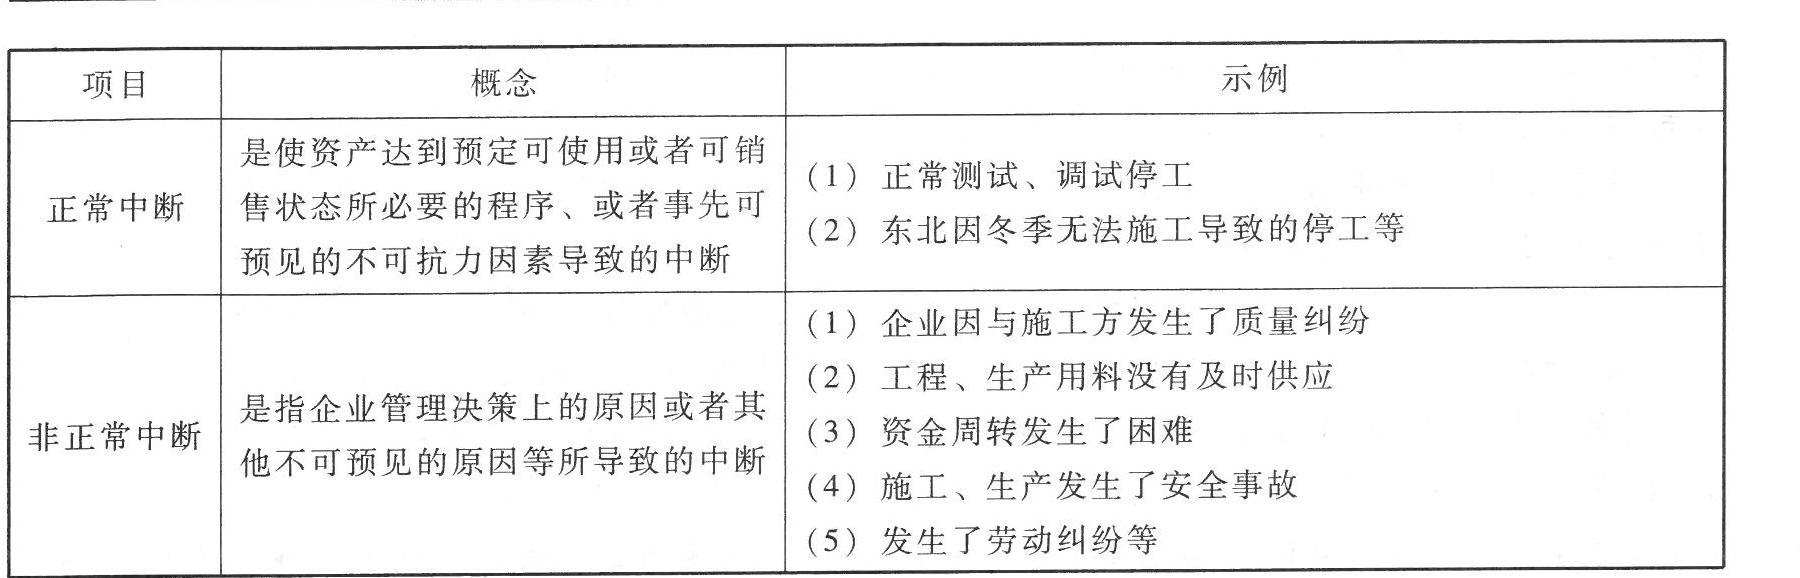 项目
概念
示例
正常中断
是使资产达到预定可使用或者可销
售状态所必要的程序、或者事先可
预见的不可抗力因素导致的中断
(1) 正常测试、调试停工
(2) 东北因冬季无法施工导致的停工等
非正常中断
是指企业管理决策上的原因或者其
他不可预见的原因等所导致的中断
(1) 企业因与施工方发生了质量纠纷
(2) 工程、生产用料没有及时供应
(3) 资金周转发生了困难
(4) 施工、生产发生了安全事故
(5) 发生了劳动纠纷等